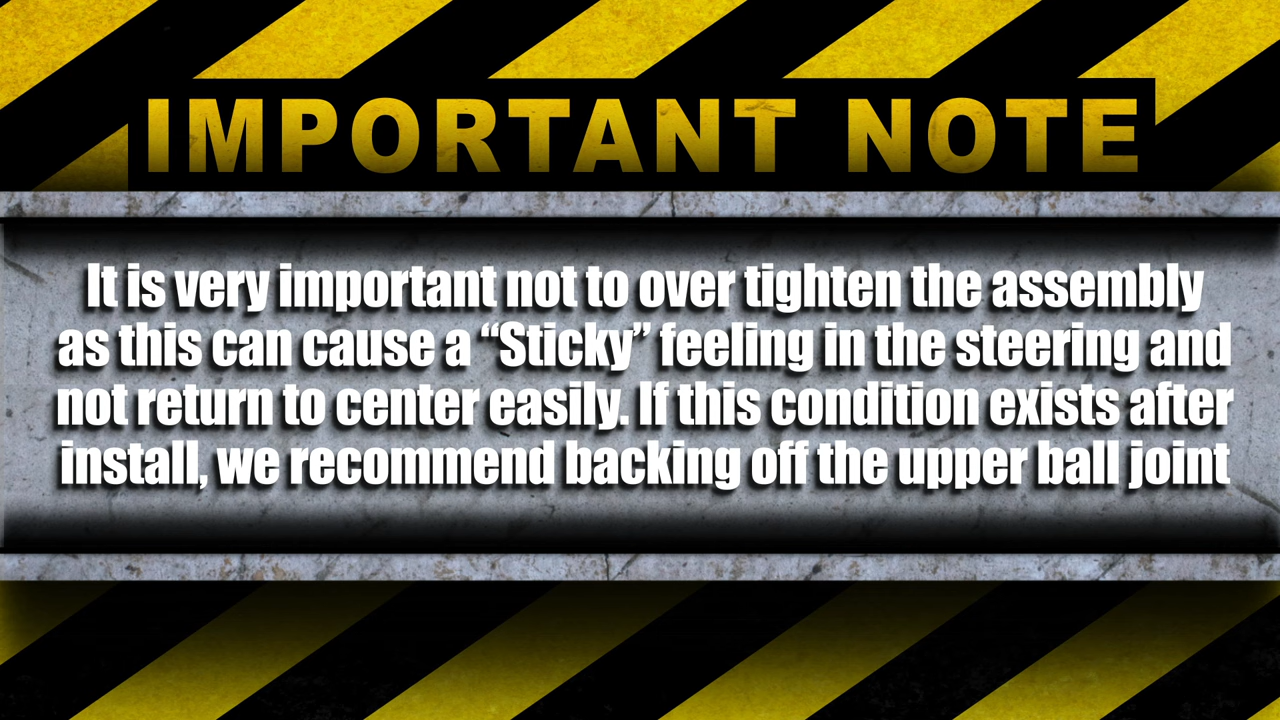 IMPORTANT NOTE
It is very important not to over tighten the assembly
as this can cause a “Sticky” feeling in the steering and
not return to center easily. If this condition exists after
install, we recommend backing off the upper ball joint